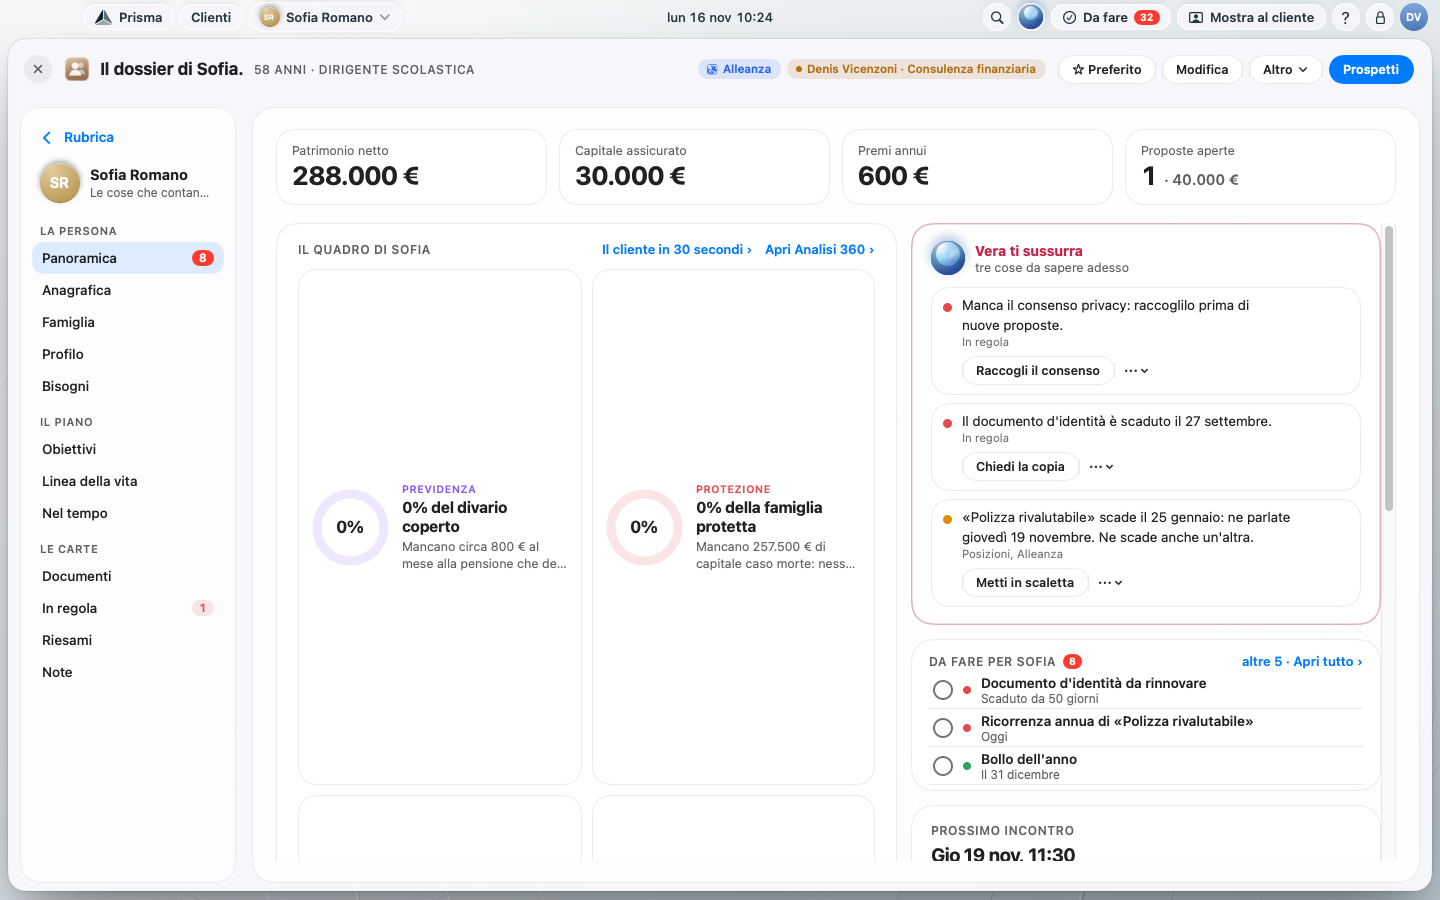 Prisma
Clienti
SR Sofia Romano
lun 16 nov 10:24
Da fare 32
Mostra al cliente
?
DV
Il dossier di Sofia.
58 ANNI · DIRIGENTE SCOLASTICA
Alleanza
Denis Vicenzoni · Consulenza finanziaria
Preferito
Modifica
Altro
Prospetti
Rubrica
SR
Sofia Romano
Le cose che contan...
LA PERSONA
Panoramica 8
Anagrafica
Famiglia
Profilo
Bisogni
IL PIANO
Obiettivi
Linea della vita
Nel tempo
LE CARTE
Documenti
In regola 1
Riesami
Note
Patrimonio netto
288.000 €
Capitale assicurato
30.000 €
Premi annui
600 €
Proposte aperte
1 · 40.000 €
IL QUADRO DI SOFIA
Il cliente in 30 secondi ›
Apri Analisi 360 ›
0%
PREVIDENZA
0% del divario
coperto
Mancano circa 800 € al
mese alla pensione che de...
0%
PROTEZIONE
0% della famiglia
protetta
Mancano 257.500 € di
capitale caso morte: ness...
Vera ti sussurra
tre cose da sapere adesso
Manca il consenso privacy: raccoglilo prima di
nuove proposte.
In regola
Raccogli il consenso
Il documento d'identità è scaduto il 27 settembre.
In regola
Chiedi la copia
«Polizza rivalutabile» scade il 25 gennaio: ne parlate
giovedì 19 novembre. Ne scade anche un'altra.
Posizioni, Alleanza
Metti in scaletta
DA FARE PER SOFIA 8
altre 5 · Apri tutto ›
Documento d'identità da rinnovare
Scaduto da 50 giorni
Ricorrenza annua di «Polizza rivalutabile»
Oggi
Bollo dell'anno
Il 31 dicembre
PROSSIMO INCONTRO
Gio 19 nov, 11:30